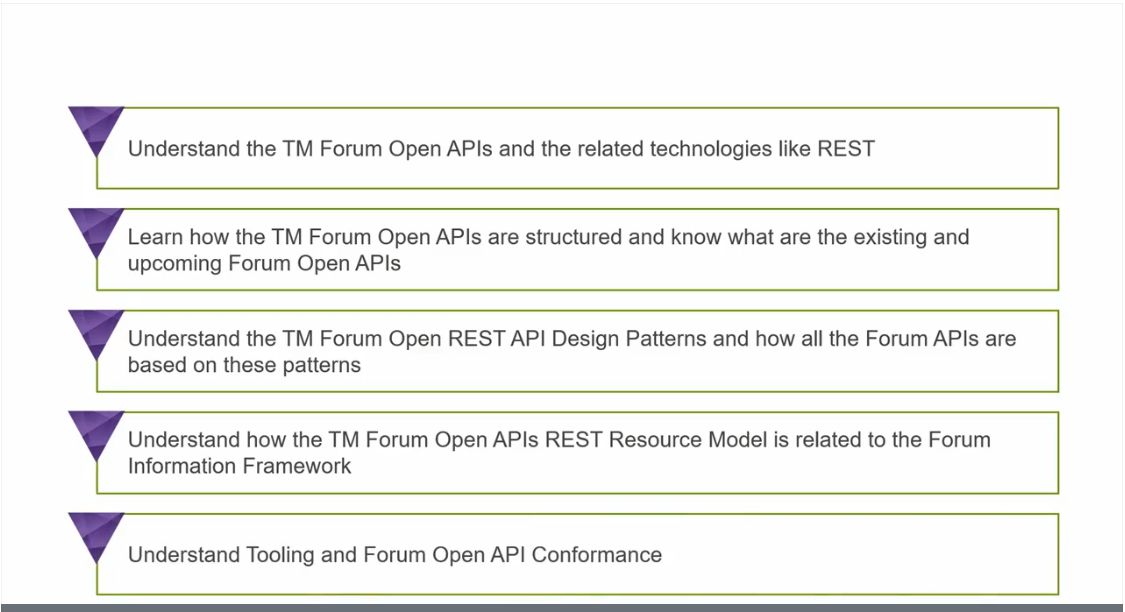 Understand the TM Forum Open APIs and the related technologies like REST
Learn how the TM Forum Open APIs are structured and know what are the existing and
upcoming Forum Open APIs
Understand the TM Forum Open REST API Design Patterns and how all the Forum APIs are
based on these patterns
Understand how the TM Forum Open APIs REST Resource Model is related to the Forum
Information Framework
Understand Tooling and Forum Open API Conformance